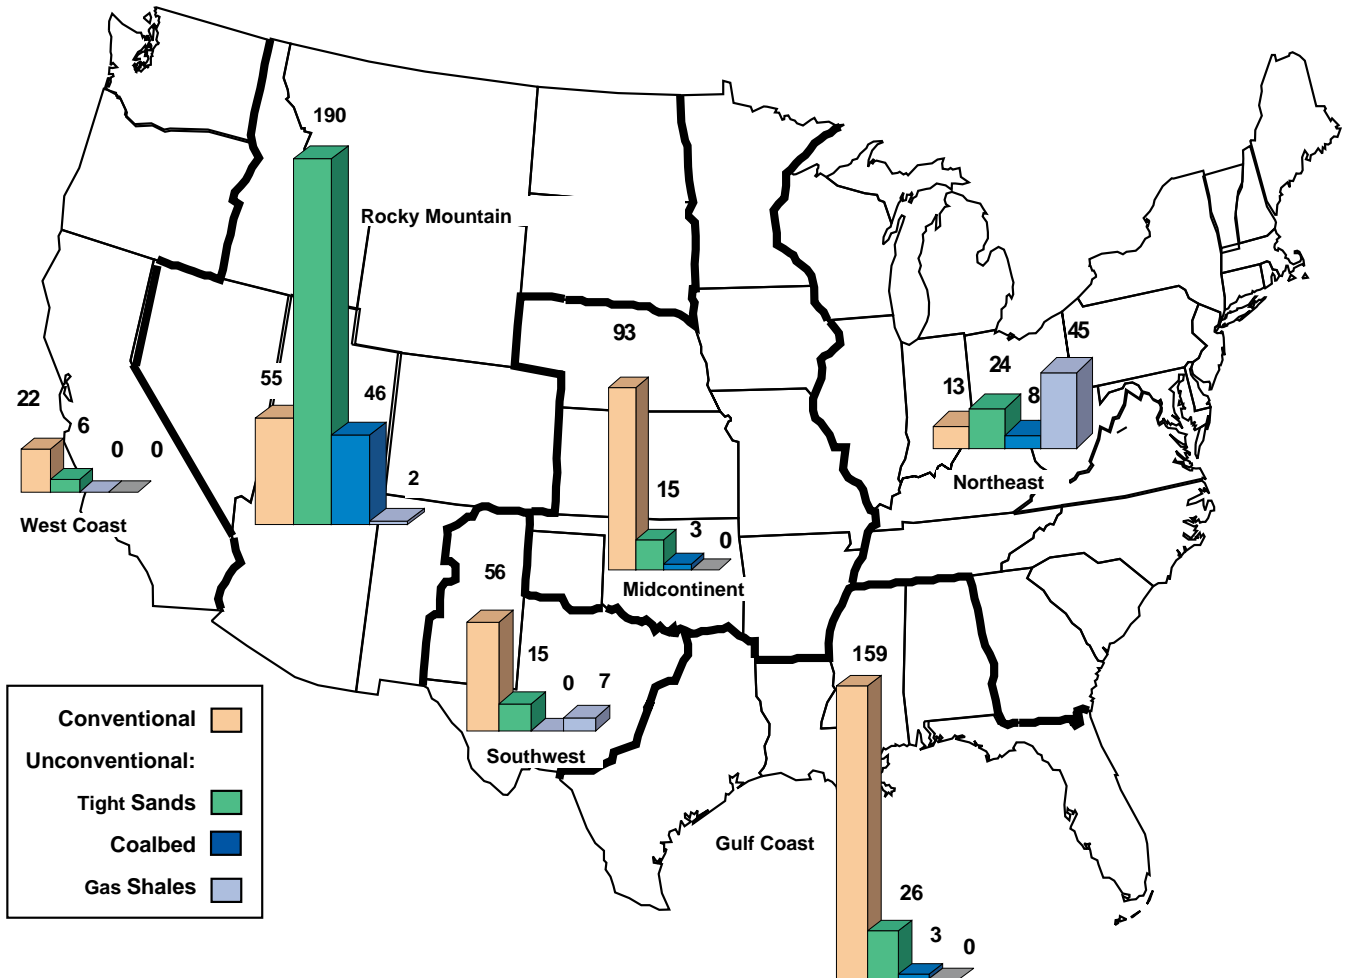 190
Rocky Mountain
93
45
24
55
13
8
46
22
6
0 0
2
Northeast
15
West Coast
3
0
56
Midcontinent
15
159
0
7
Conventional
Unconventional:
Southwest
Tight Sands
Coalbed
Gulf Coast
Gas Shales
26
3
0